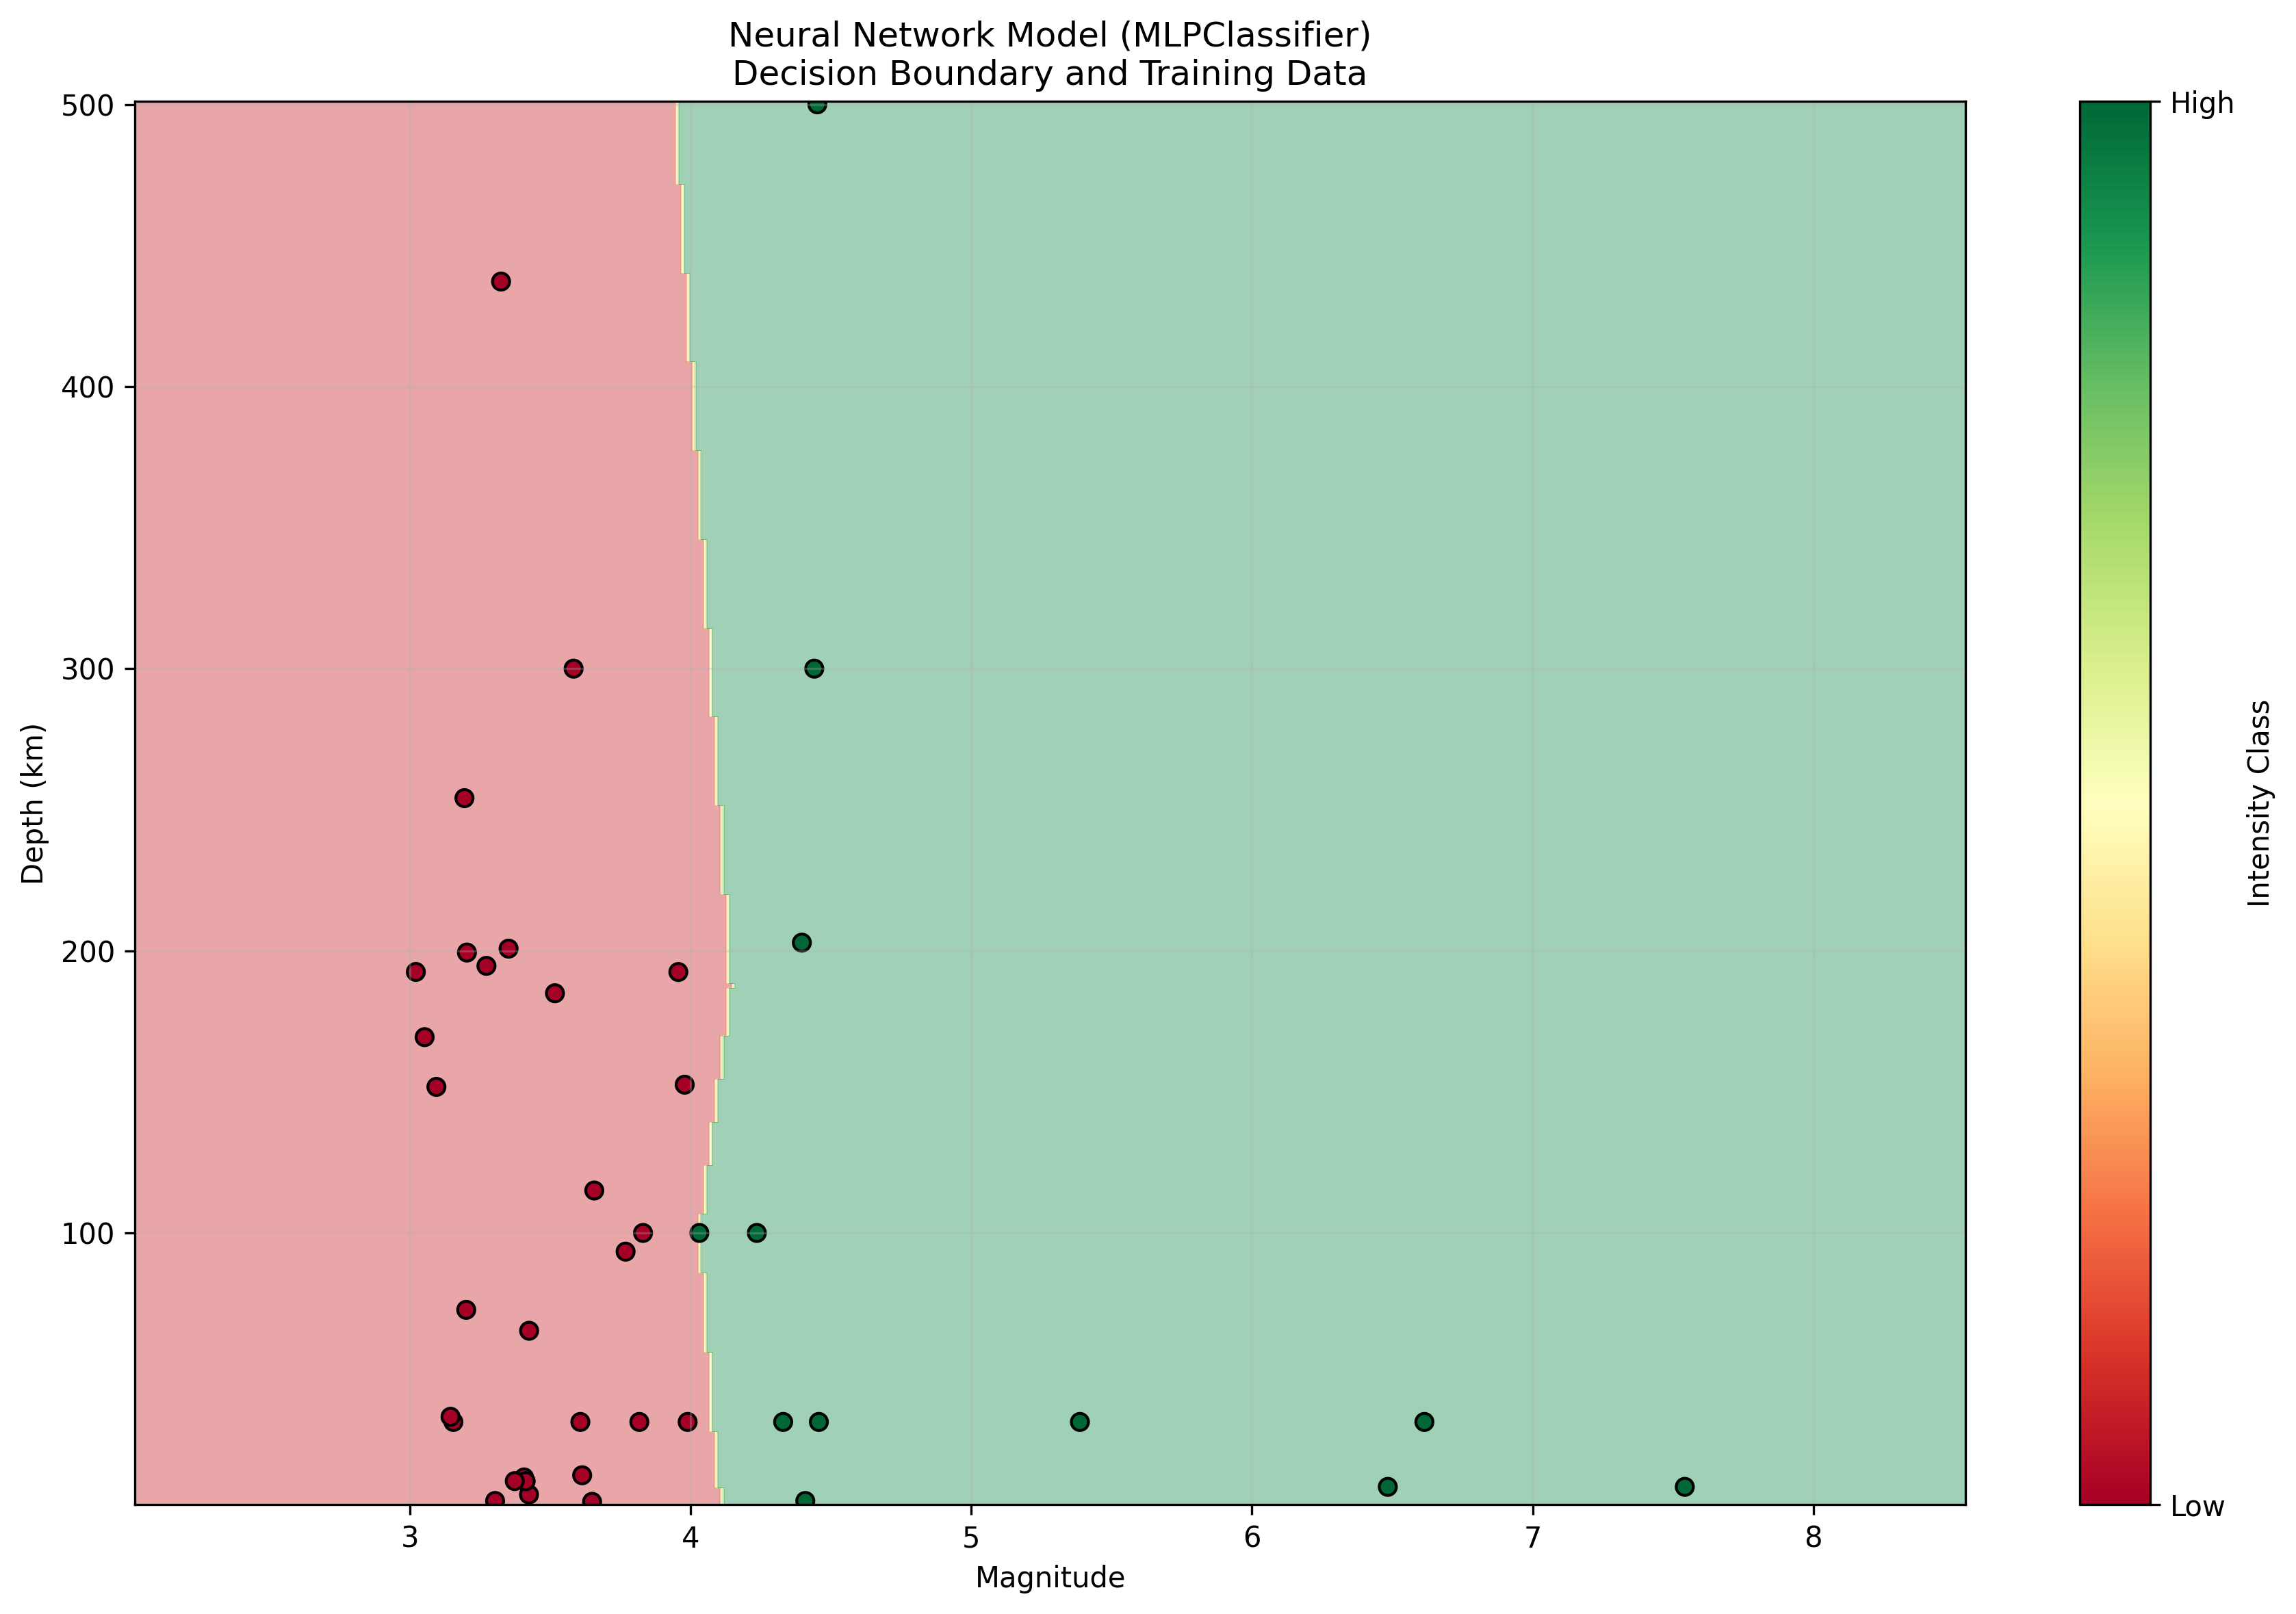 Neural Network Model (MLPClassifier)
Decision Boundary and Training Data
500
400
300
200
100
Depth (km)
3 4 5 6 7 8
Magnitude
High
Low
Intensity Class